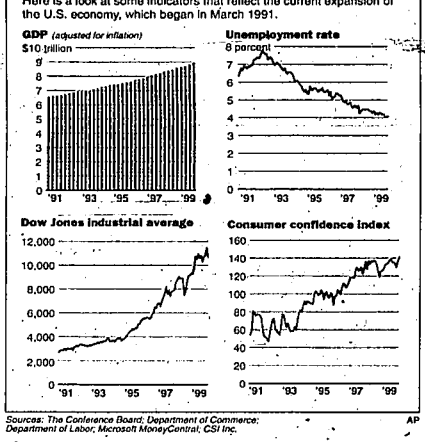 Here is a look at some indicators that reflect the current expansion of
the U.S. economy, which began in March 1991.
GDP (adjusted for inflation)
$10 trillion
9
8
7
6
5
4
3
2
1
0
'91 '93 '95 '97 '99
Unemployment rate
8 percent
7
6
5
4
3
2
1
0
'91 '93 '95 '97 '99
Dow Jones industrial average
12,000
10,000
8,000
6,000
4,000
2,000
0
'91 '93 '95 '97 '99
Consumer confidence index
160
140
120
100
80
60
40
20
0
'91 '93 '95 '97 '99
Sources: The Conference Board; Department of Commerce;
Department of Labor; Microsoft MoneyCentral; CSI Inc.
AP